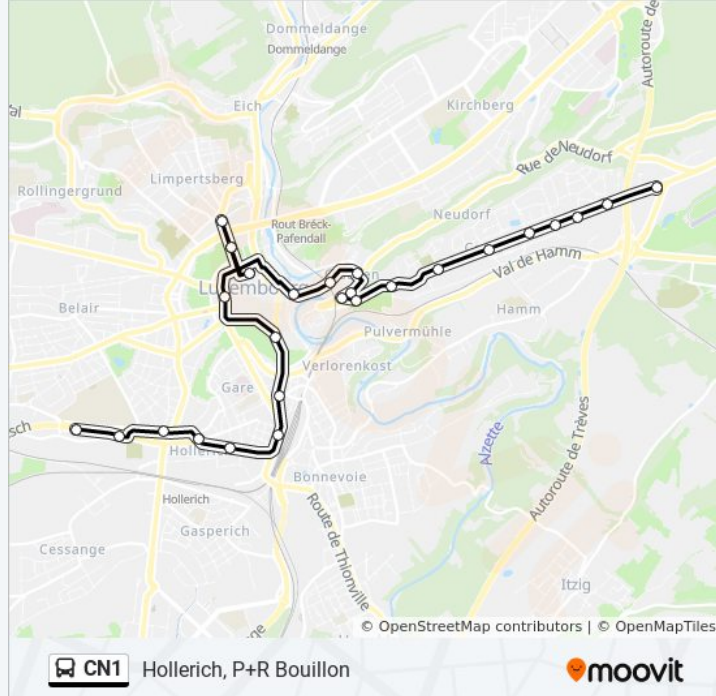 Dommeldange
Dommeldange
Autoroute de
Eich
Kirchberg
Rue de Neudorf
Limpertsberg
Rollingergrund
Rout Bréck-
Pafendall
Neudorf
Val de Hamm
Belair
Hamm
Pulvermühle
Verlorenkost
Gare
sch
Alzette
Autoroute de Trèves
Bonnevoie
Hollerich
Gasperich
Route de Thionville
Cessange
Itzig
© OpenStreetMap contributors | © OpenMapTiles
CN1 Hollerich, P+R Bouillon
moovit